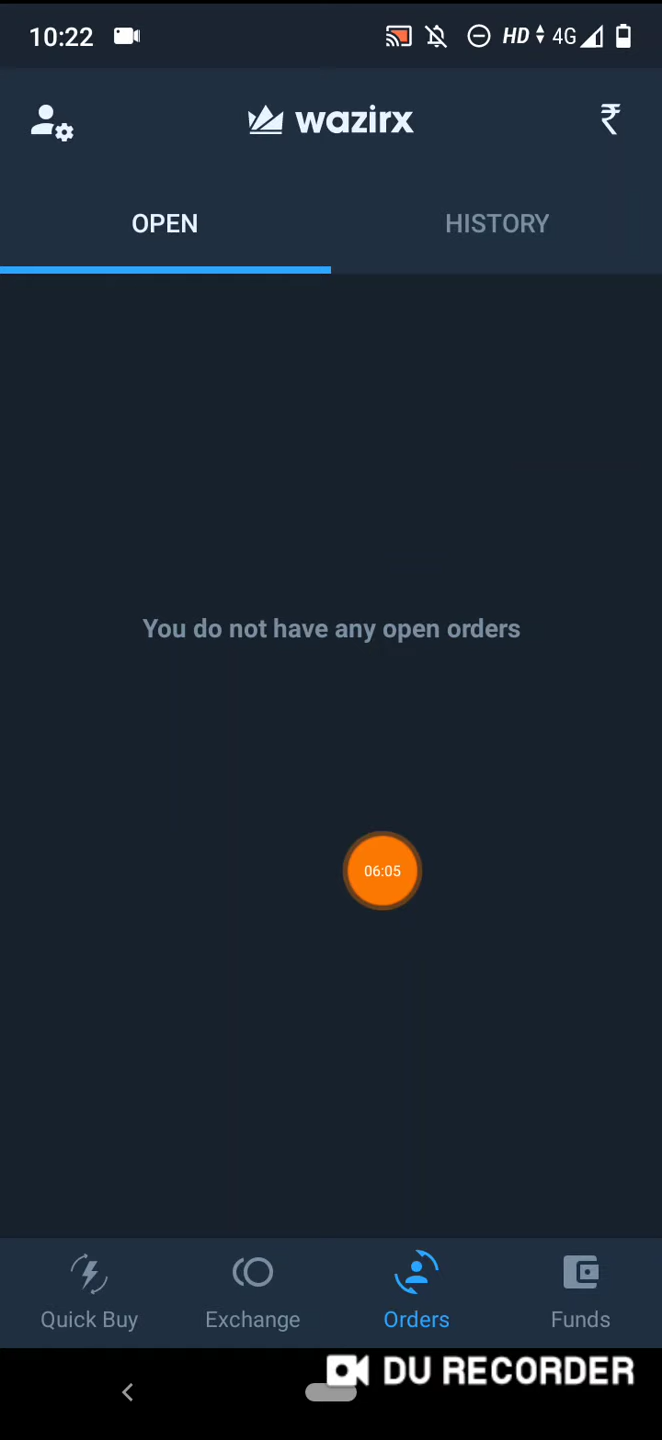 10:22 HD 4G
wazirx ₹
OPEN HISTORY
You do not have any open orders
06:05
Quick Buy Exchange Orders Funds
DU RECORDER